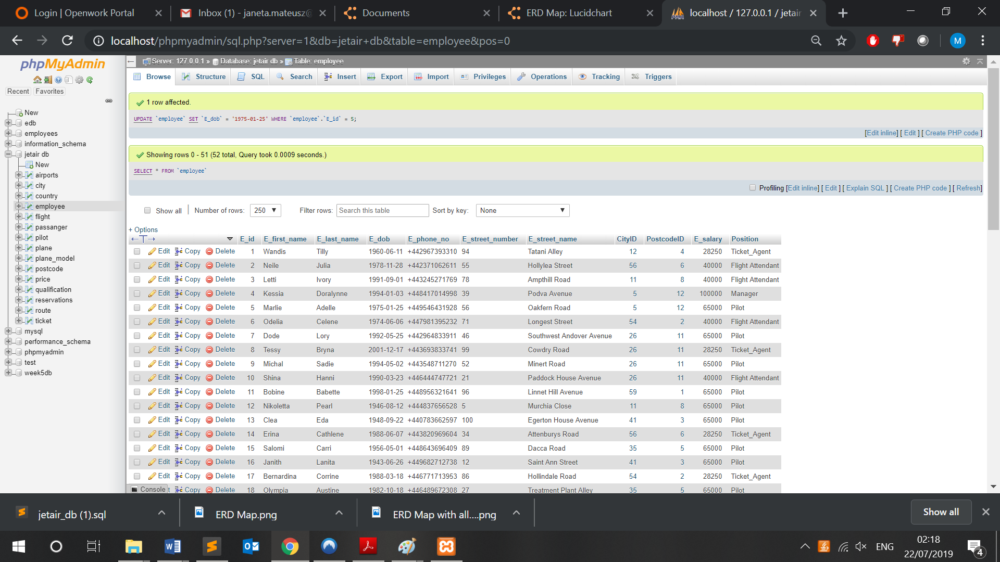 Login | Openwork Portal
Inbox (1) - janeta.mateusz@
Documents
ERD Map: Lucidchart
localhost / 127.0.0.1 / jetair
localhost/phpmyadmin/sql.php?server=1&db=jetair+db&table=employee&pos=0
M
phpMyAdmin
Recent Favorites
New
edb
employees
information_schema
jetair db
New
airports
city
country
employee
flight
passanger
pilot
plane
plane_model
postcode
price
qualification
reservations
route
ticket
mysql
performance_schema
phpmyadmin
test
week5db
Server: 127.0.0.1 » Database: jetair db » Table: employee
Browse Structure SQL Search Insert Export Import Privileges Operations Tracking Triggers
1 row affected.
UPDATE `employee` SET `E_dob` = '1975-01-25' WHERE `employee`.`E_id` = 5;
[Edit inline] [ Edit ] [ Create PHP code ]
Showing rows 0 - 51 (52 total, Query took 0.0009 seconds.)
SELECT * FROM `employee`
Profiling [Edit inline] [ Edit ] [ Explain SQL ] [ Create PHP code ] [ Refresh]
Show all | Number of rows: 250 Filter rows: Search this table Sort by key: None
+ Options
←T→ E_id E_first_name E_last_name E_dob E_phone_no E_street_number E_street_name CityID PostcodeID E_salary Position
Edit Copy Delete 1 Wandis Tilly 1960-06-11 +442967393310 94 Tatani Alley 12 4 28250 Ticket_Agent
Edit Copy Delete 2 Neile Julia 1978-11-28 +442371062611 55 Hollylea Street 56 6 40000 Flight Attendant
Edit Copy Delete 3 Letti Ivory 1991-09-01 +443245271769 78 Ampthill Road 11 8 40000 Flight Attendant
Edit Copy Delete 4 Kessia Doralynne 1994-01-03 +448417014998 39 Podva Avenue 5 12 100000 Manager
Edit Copy Delete 5 Marlie Adelle 1975-01-25 +449546431928 56 Oakfern Road 5 12 65000 Pilot
Edit Copy Delete 6 Odelia Celene 1974-06-06 +447981395232 71 Longest Street 54 2 40000 Flight Attendant
Edit Copy Delete 7 Dode Lory 1992-05-25 +442964833911 46 Southwest Andover Avenue 26 11 65000 Pilot
Edit Copy Delete 8 Tessy Bryna 2001-12-17 +443693833741 99 Cowdry Road 26 11 28250 Ticket_Agent
Edit Copy Delete 9 Michal Sadie 1994-05-02 +443548711270 52 Minert Road 26 11 65000 Pilot
Edit Copy Delete 10 Shina Hanni 1990-03-23 +446444747721 21 Paddock House Avenue 26 11 40000 Flight Attendant
Edit Copy Delete 11 Bobine Babette 1998-01-25 +448956321641 96 Linnet Hill Avenue 59 1 65000 Pilot
Edit Copy Delete 12 Nikoletta Pearl 1946-08-12 +444837656528 5 Murchia Close 11 8 65000 Pilot
Edit Copy Delete 13 Clea Eda 1948-09-22 +440783662597 100 Egerton House Avenue 41 3 65000 Pilot
Edit Copy Delete 14 Erina Cathlene 1988-06-07 +443820969604 34 Attenburys Road 56 6 28250 Ticket_Agent
Edit Copy Delete 15 Salomi Carri 1956-05-01 +448643696409 89 Dacca Road 35 5 65000 Pilot
Edit Copy Delete 16 Janith Lanita 1943-06-26 +449682712738 12 Saint Ann Street 41 3 65000 Pilot
Edit Copy Delete 17 Bernardina Corrine 1988-03-18 +446771713953 86 Hollindale Road 54 2 28250 Ticket_Agent
Console t Copy Delete 18 Olympia Austine 1982-10-18 +446489672308 27 Treatment Plant Alley 35 5 65000 Pilot
jetair_db (1).sql
ERD Map.png
ERD Map with all....png
Show all
ENG
02:18
22/07/2019
4